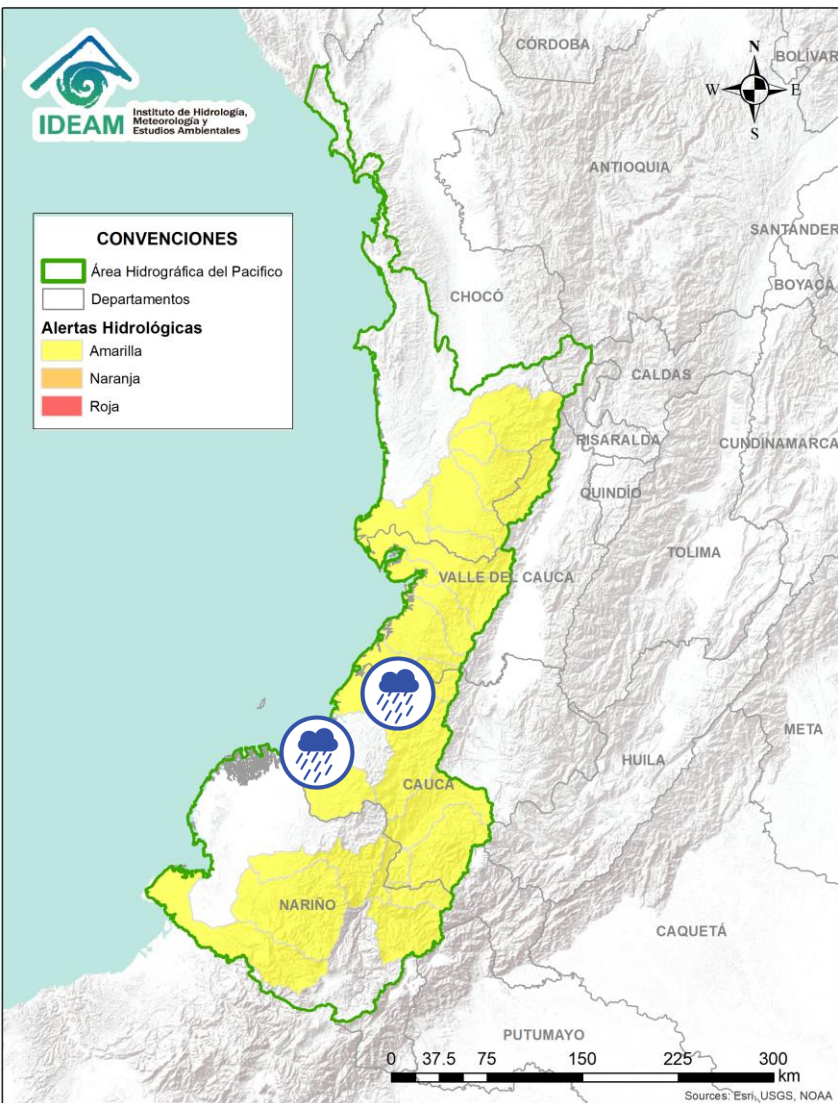 IDEAM
Instituto de Hidrología,
Meteorología y
Estudios Ambientales
CÓRDOBA
BOLÍVAR
N
W
E
S
ANTIOQUIA
SANTANDER
BOYACÁ
CONVENCIONES
Área Hidrográfica del Pacifico
Departamentos
Alertas Hidrológicas
Amarilla
Naranja
Roja
CHOCÓ
CALDAS
RISARALDA
CUNDINAMARCA
QUINDÍO
TOLIMA
VALLE DEL CAUCA
META
HUILA
CAUCA
NARIÑO
CAQUETÁ
PUTUMAYO
0 37.5 75 150 225 300
km
Sources: Esri, USGS, NOAA